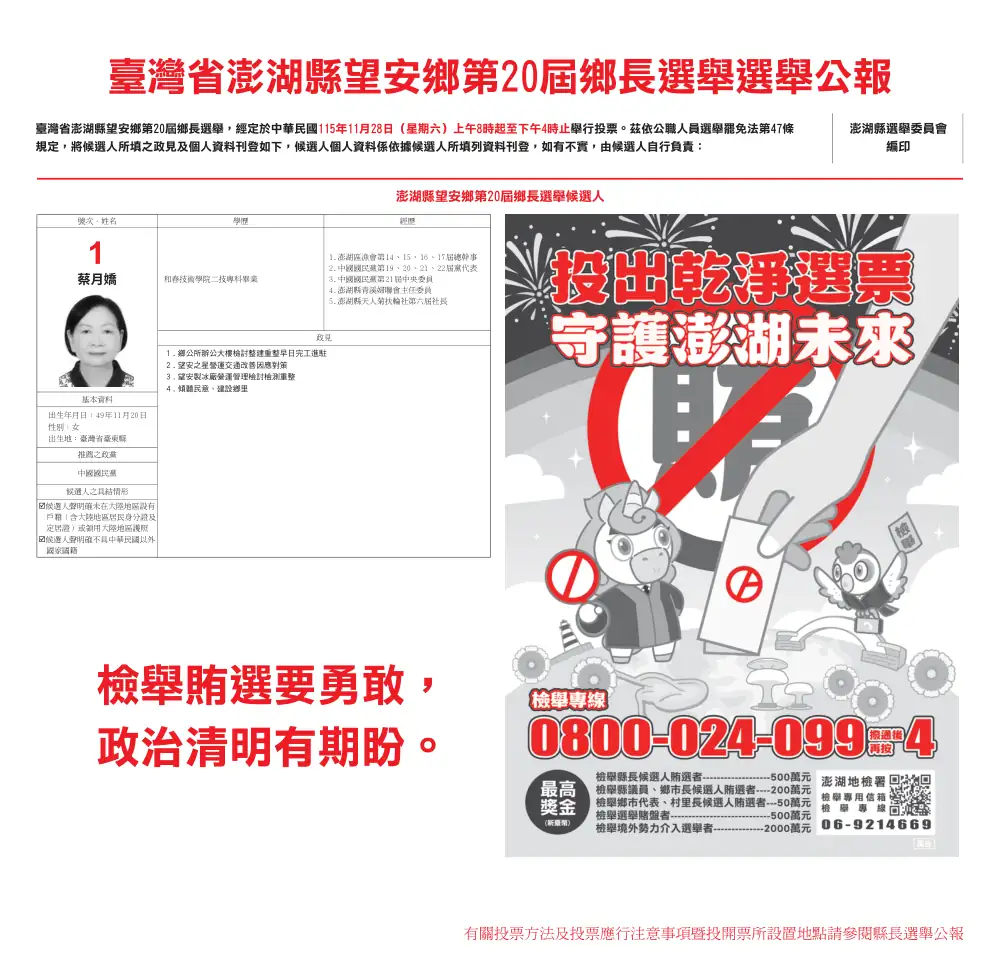 臺灣省澎湖縣望安鄉第20屆鄉長選舉選舉公報
臺灣省澎湖縣望安鄉第20屆鄉長選舉，經定於中華民國115年11月28日（星期六）上午8時起至下午4時止舉行投票。茲依公職人員選舉罷免法第47條
規定，將候選人所填之政見及個人資料刊登如下，候選人個人資料係依據候選人所填列資料刊登，如有不實，由候選人自行負責：
澎湖縣選舉委員會
編印
澎湖縣望安鄉第20屆鄉長選舉候選人
號次、姓名
學歷
經歷
1
蔡月嬌
和春技術學院二技專科畢業
1.澎湖區漁會第14、15、16、17屆總幹事
2.中國國民黨第19、20、21、22屆黨代表
3.中國國民黨第21屆中央委員
4.澎湖縣青溪婦聯會主任委員
5.澎湖縣天人菊扶輪社第六屆社長
政見
1．鄉公所辦公大樓檢討整建重整早日完工進駐
2．望安之星營運交通改善因應對策
3．望安製冰廠營運管理檢討檢測重整
4．傾聽民意、建設鄉里
基本資料
出生年月日：49年11月20日
性別：女
出生地：臺灣省臺東縣
推薦之政黨
中國國民黨
候選人之具結情形
☑候選人聲明確未在大陸地區設有
戶籍（含大陸地區居民身分證及
定居證）或領用大陸地區護照
☑候選人聲明確不具中華民國以外
國家國籍
檢舉賄選要勇敢，
政治清明有期盼。
投出乾淨選票
守護澎湖未來
賄
檢舉
檢舉專線
0800-024-099 撥通後再按 4
最高
獎金
（新臺幣）
檢舉縣長候選人賄選者-------------------500萬元
檢舉縣議員、鄉市長候選人賄選者----200萬元
檢舉鄉市代表、村里長候選人賄選者---50萬元
檢舉選舉賭盤者--------------------------500萬元
檢舉境外勢力介入選舉者--------------2000萬元
澎湖地檢署
檢舉專用信箱
檢舉專線
06-9214669
廣告
有關投票方法及投票應行注意事項暨投開票所設置地點請參閱縣長選舉公報